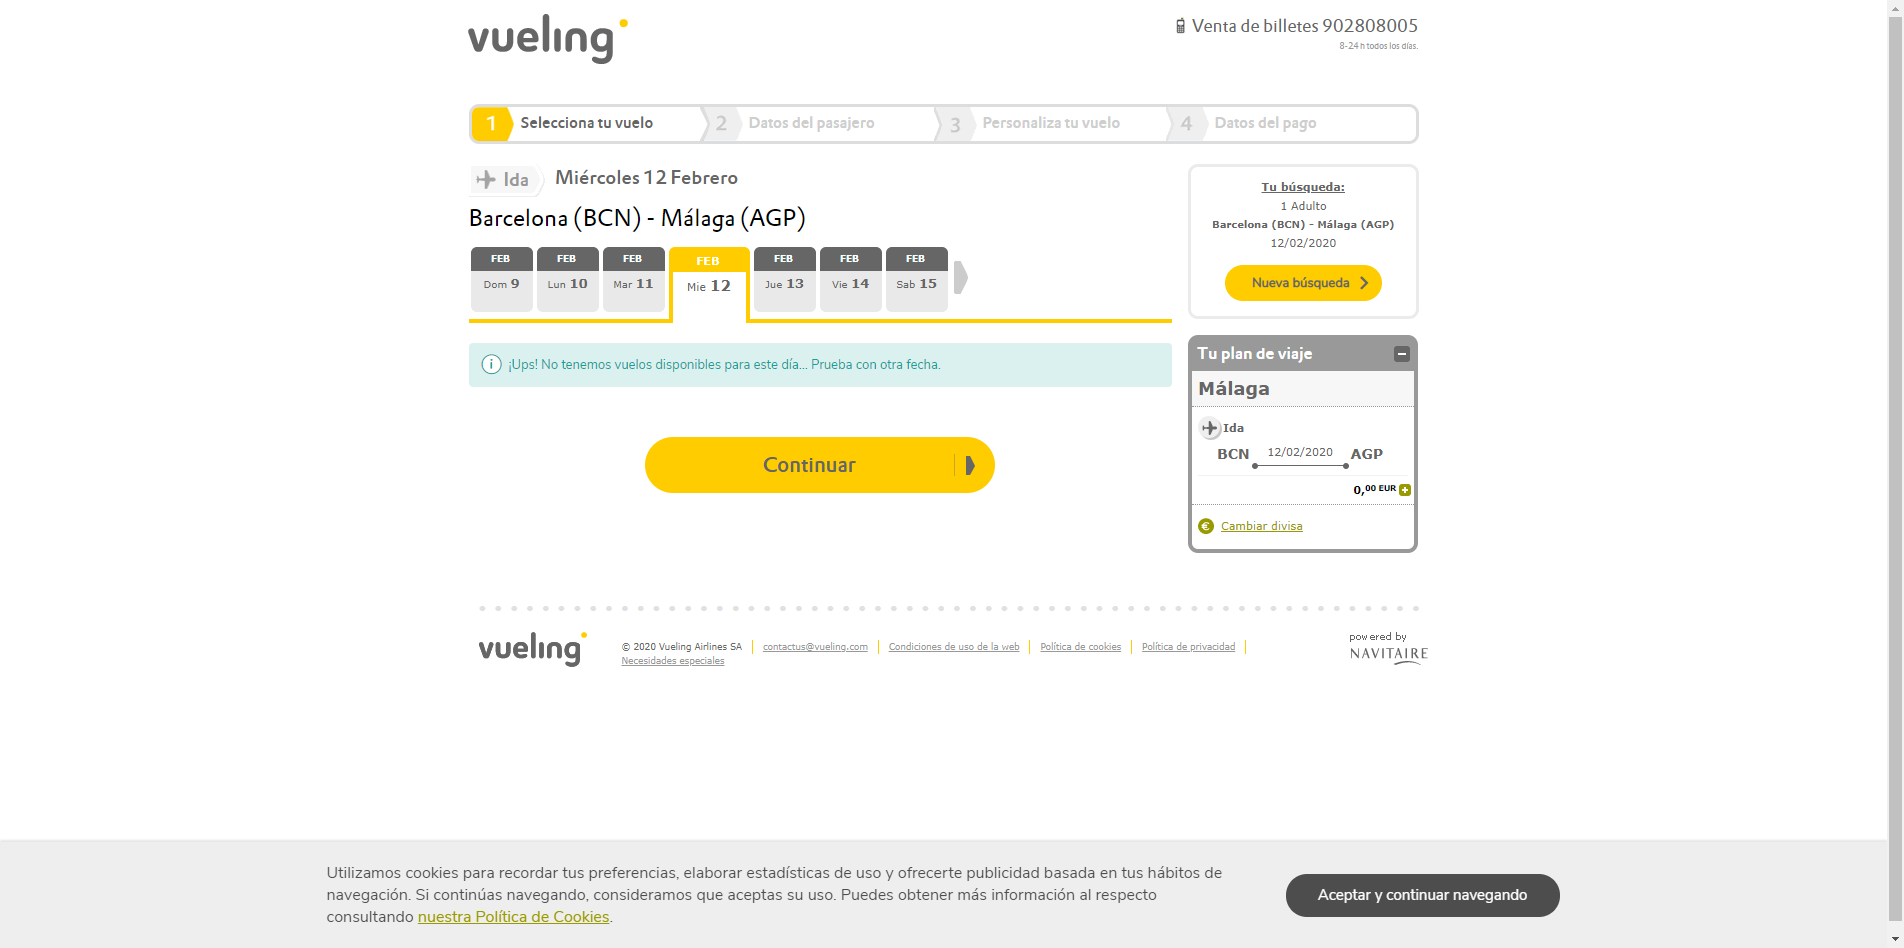 vueling
Venta de billetes 902808005
8-24 h todos los días.
1 Selecciona tu vuelo
2 Datos del pasajero
3 Personaliza tu vuelo
4 Datos del pago
Ida
Miércoles 12 Febrero
Barcelona (BCN) - Málaga (AGP)
FEB FEB FEB FEB FEB FEB FEB
Dom 9 Lun 10 Mar 11 Mie 12 Jue 13 Vie 14 Sab 15
¡Ups! No tenemos vuelos disponibles para este día... Prueba con otra fecha.
Continuar
Tu búsqueda:
1 Adulto
Barcelona (BCN) - Málaga (AGP)
12/02/2020
Nueva búsqueda
Tu plan de viaje
Málaga
Ida
BCN 12/02/2020 AGP
0,00 EUR
€ Cambiar divisa
vueling
© 2020 Vueling Airlines SA contactus@vueling.com Condiciones de uso de la web Política de cookies Política de privacidad
Necesidades especiales
powered by
NAVITAIRE
Utilizamos cookies para recordar tus preferencias, elaborar estadísticas de uso y ofrecerte publicidad basada en tus hábitos de
navegación. Si continúas navegando, consideramos que aceptas su uso. Puedes obtener más información al respecto
consultando nuestra Política de Cookies.
Aceptar y continuar navegando